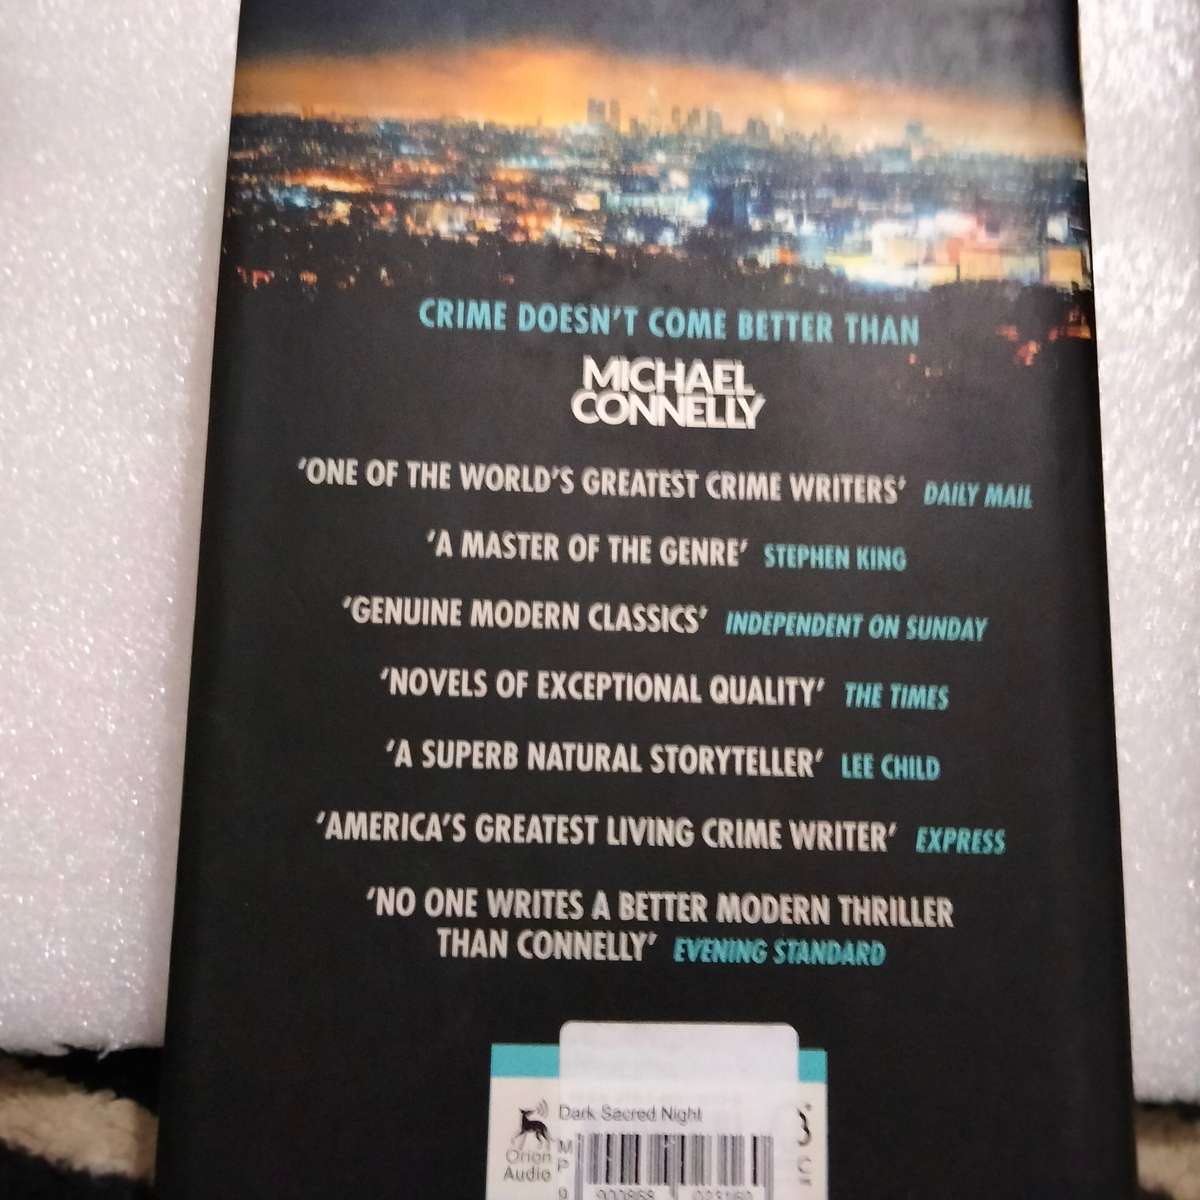 CRIME DOESN'T COME BETTER THAN
MICHAEL
CONNELLY
'ONE OF THE WORLD'S GREATEST CRIME WRITERS' DAILY MAIL
'A MASTER OF THE GENRE' STEPHEN KING
'GENUINE MODERN CLASSICS' INDEPENDENT ON SUNDAY
'NOVELS OF EXCEPTIONAL QUALITY' THE TIMES
'A SUPERB NATURAL STORYTELLER' LEE CHILD
'AMERICA'S GREATEST LIVING CRIME WRITER' EXPRESS
'NO ONE WRITES A BETTER MODERN THRILLER
THAN CONNELLY' EVENING STANDARD
Dark Sacred Night
Orion
Audio
M
P